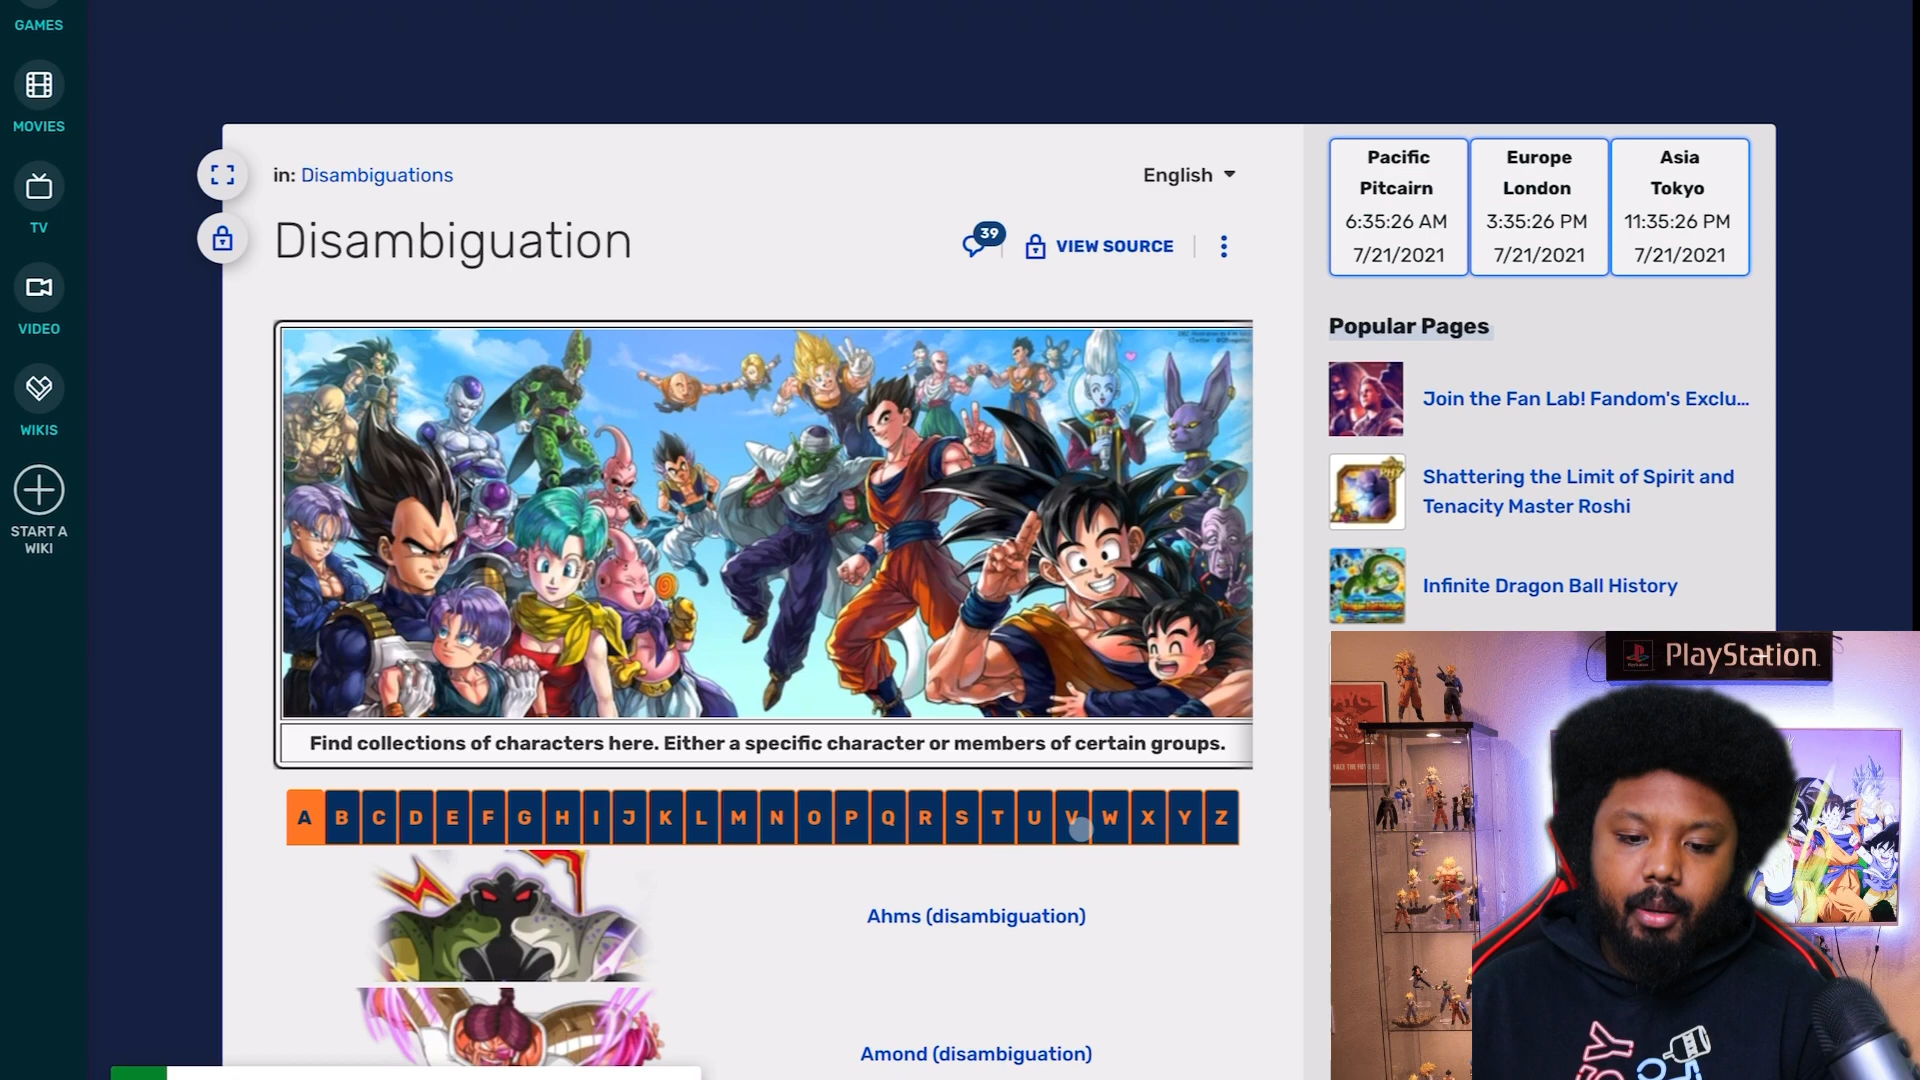 GAMES
MOVIES
TV
VIDEO
WIKIS
START A
WIKI
in: Disambiguations
English
Disambiguation
39
VIEW SOURCE
Find collections of characters here. Either a specific character or members of certain groups.
A B C D E F G H I J K L M N O P Q R S T U V W X Y Z
Ahms (disambiguation)
Amond (disambiguation)
Pacific
Pitcairn
6:35:26 AM
7/21/2021
Europe
London
3:35:26 PM
7/21/2021
Asia
Tokyo
11:35:26 PM
7/21/2021
Popular Pages
Join the Fan Lab! Fandom's Exclu...
Shattering the Limit of Spirit and
Tenacity Master Roshi
Infinite Dragon Ball History
PlayStation